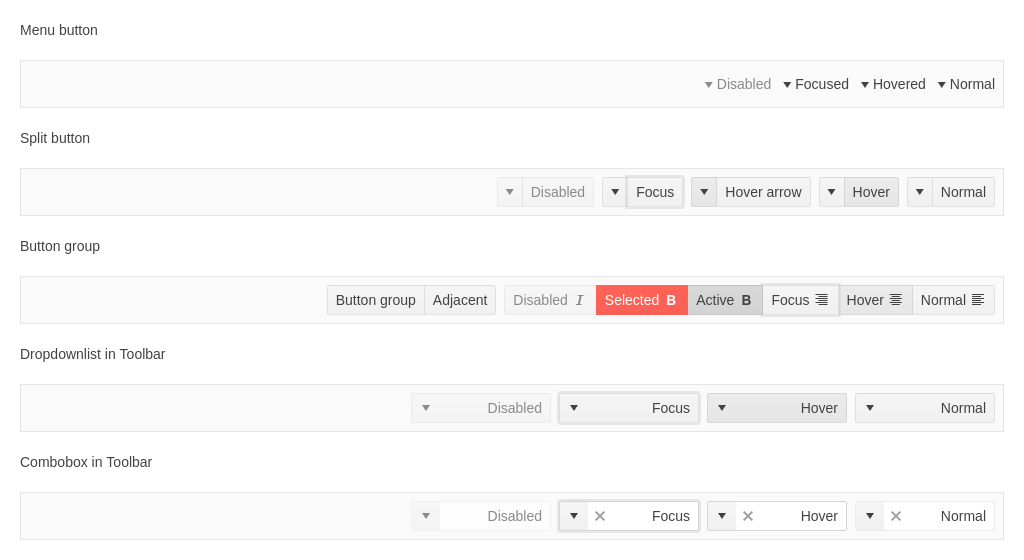 Menu button
Disabled Focused Hovered Normal
Split button
Disabled Focus Hover arrow Hover Normal
Button group
Button group Adjacent Disabled I Selected B Active B Focus Hover Normal
Dropdownlist in Toolbar
Disabled Focus Hover Normal
Combobox in Toolbar
Disabled Focus Hover Normal